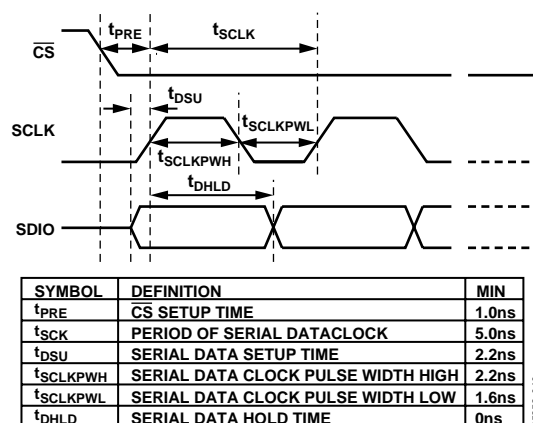 tPRE tSCLK
CS
tDSU
SCLK
tSCLKPWL
tSCLKPWH
tDHLD
SDIO
SYMBOL DEFINITION MIN
tPRE CS SETUP TIME 1.0ns
tSCK PERIOD OF SERIAL DATACLOCK 5.0ns
tDSU SERIAL DATA SETUP TIME 2.2ns
tSCLKPWH SERIAL DATA CLOCK PULSE WIDTH HIGH 2.2ns
tSCLKPWL SERIAL DATA CLOCK PULSE WIDTH LOW 1.6ns
tDHLD SERIAL DATA HOLD TIME 0ns